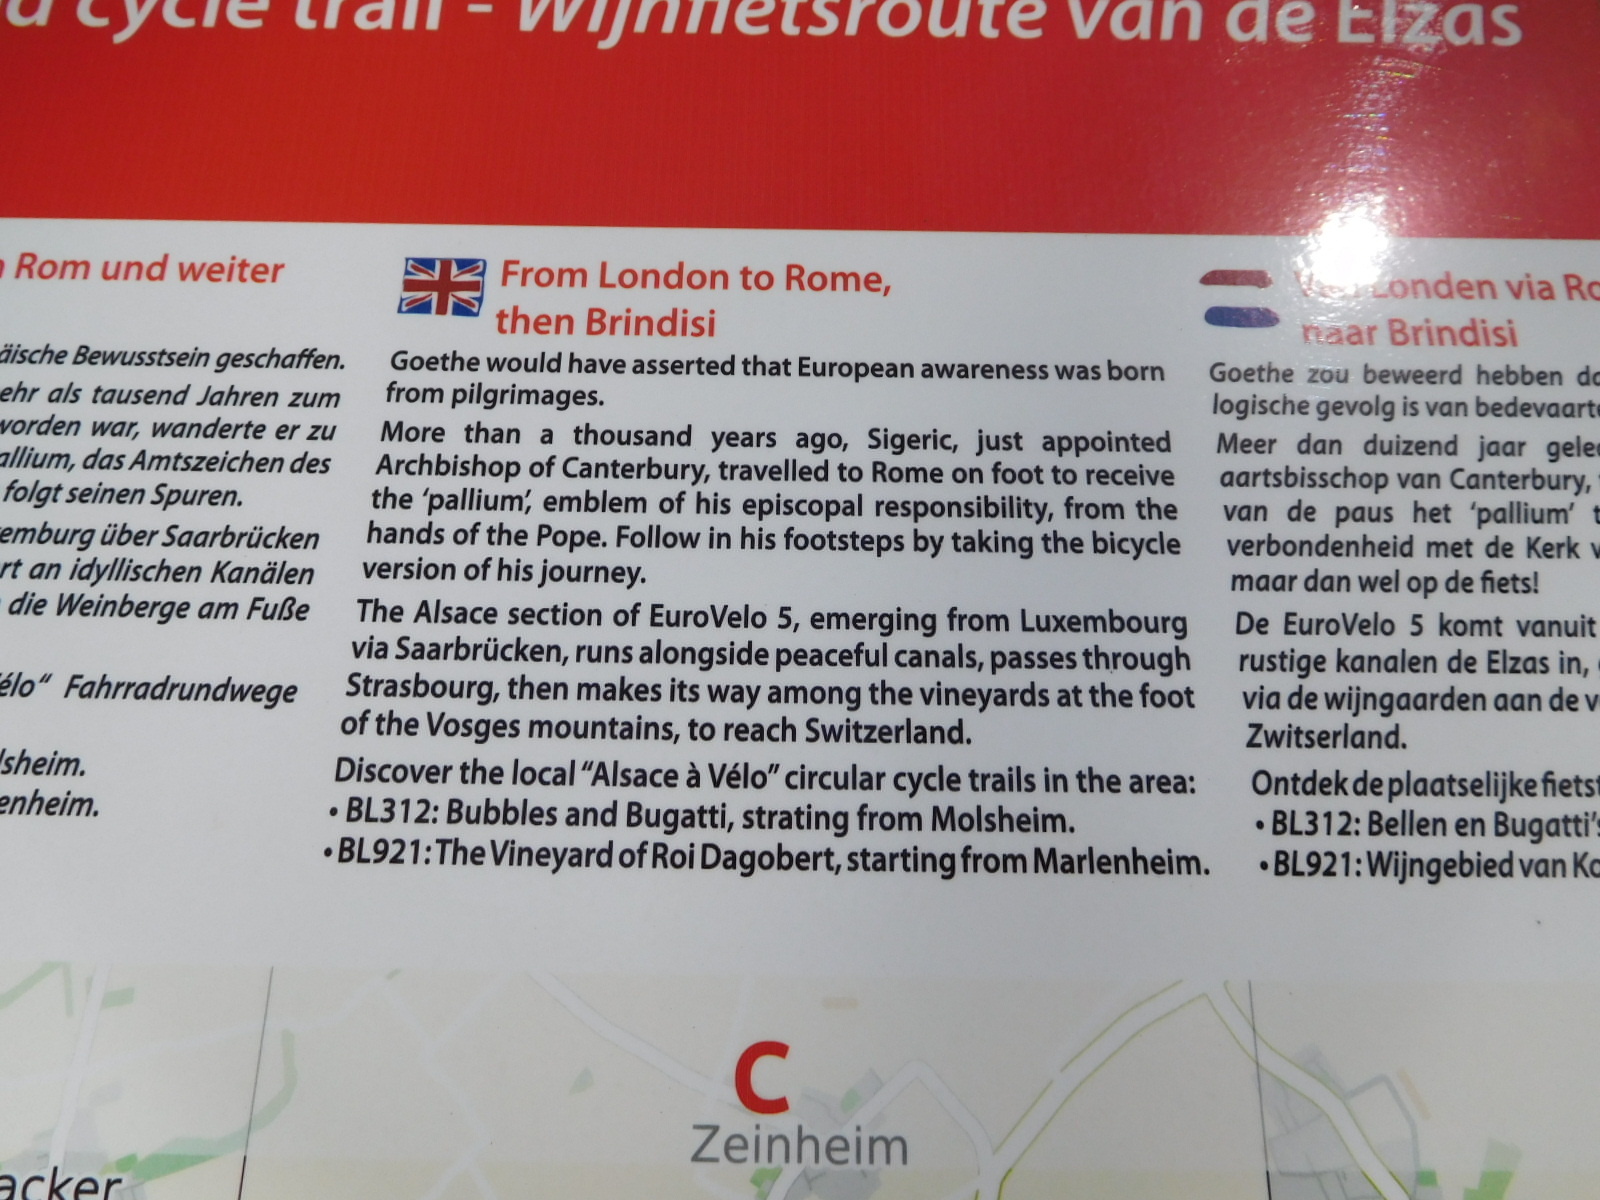 cycle trail - Wijnfietsroute van de Elzas
Rom und weiter
äische Bewusstsein geschaffen.
ehr als tausend Jahren zum
worden war, wanderte er zu
allium, das Amtszeichen des
folgt seinen Spuren.
emburg über Saarbrücken
rt an idyllischen Kanälen
die Weinberge am Fuße
élo“ Fahrradrundwege
lsheim.
enheim.
From London to Rome,
then Brindisi
Goethe would have asserted that European awareness was born
from pilgrimages.
More than a thousand years ago, Sigeric, just appointed
Archbishop of Canterbury, travelled to Rome on foot to receive
the ‘pallium’, emblem of his episcopal responsibility, from the
hands of the Pope. Follow in his footsteps by taking the bicycle
version of his journey.
The Alsace section of EuroVelo 5, emerging from Luxembourg
via Saarbrücken, runs alongside peaceful canals, passes through
Strasbourg, then makes its way among the vineyards at the foot
of the Vosges mountains, to reach Switzerland.
Discover the local “Alsace à Vélo” circular cycle trails in the area:
• BL312: Bubbles and Bugatti, strating from Molsheim.
• BL921: The Vineyard of Roi Dagobert, starting from Marlenheim.
Londen via Ro
naar Brindisi
Goethe zou beweerd hebben da
logische gevolg is van bedevaarte
Meer dan duizend jaar gele
aartsbisschop van Canterbury,
van de paus het ‘pallium’ t
verbondenheid met de Kerk v
maar dan wel op de fiets!
De EuroVelo 5 komt vanuit
rustige kanalen de Elzas in,
via de wijngaarden aan de v
Zwitserland.
Ontdek de plaatselijke fietst
• BL312: Bellen en Bugatti’s
• BL921: Wijngebied van Ko
C
Zeinheim
acker